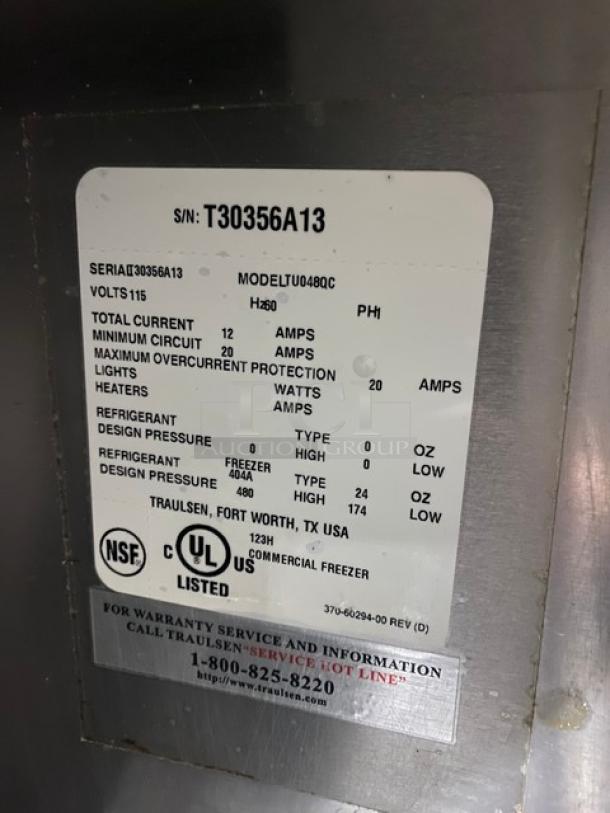 S/N: T30356A13
SERIAL T30356A13 MODEL TU048QC
VOLTS 115 Hz 60 PH 1
TOTAL CURRENT 12 AMPS
MINIMUM CIRCUIT 20 AMPS
MAXIMUM OVERCURRENT PROTECTION 20 AMPS
LIGHTS WATTS
HEATERS AMPS
REFRIGERANT TYPE 0 OZ
DESIGN PRESSURE 0 HIGH 0 LOW
REFRIGERANT FREEZER 404A TYPE 24 OZ
DESIGN PRESSURE 480 HIGH 174 LOW
TRAULSEN, FORT WORTH, TX USA
NSF
C UL US
LISTED
123H
COMMERCIAL FREEZER
370-60294-00 REV (D)
FOR WARRANTY SERVICE AND INFORMATION
CALL TRAULSEN "SERVICE HOT LINE"
1-800-825-8220
http://www.traulsen.com
PCI
AUCTION GROUP